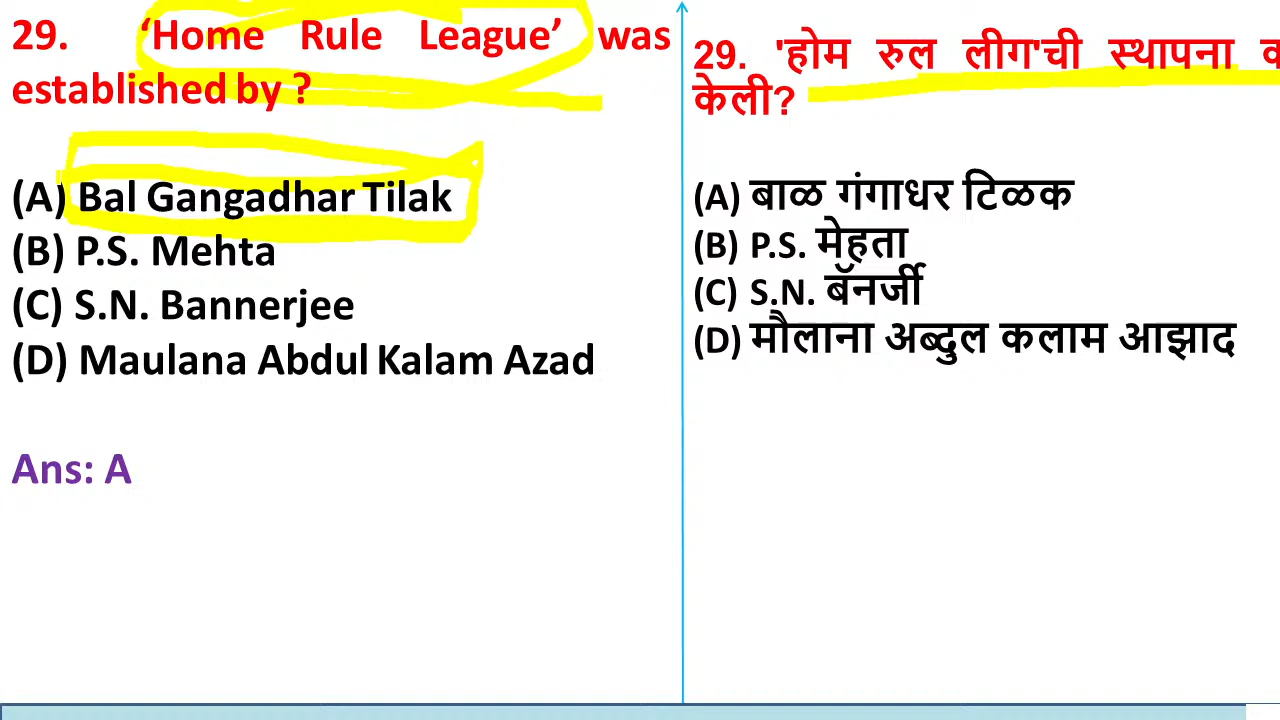 29. ‘Home Rule League’ was
established by ?
(A) Bal Gangadhar Tilak
(B) P.S. Mehta
(C) S.N. Bannerjee
(D) Maulana Abdul Kalam Azad
Ans: A
29. 'होम रुल लीग'ची स्थापना
केली?
(A) बाळ गंगाधर टिळक
(B) P.S. मेहता
(C) S.N. बॅनर्जी
(D) मौलाना अब्दुल कलाम आझाद